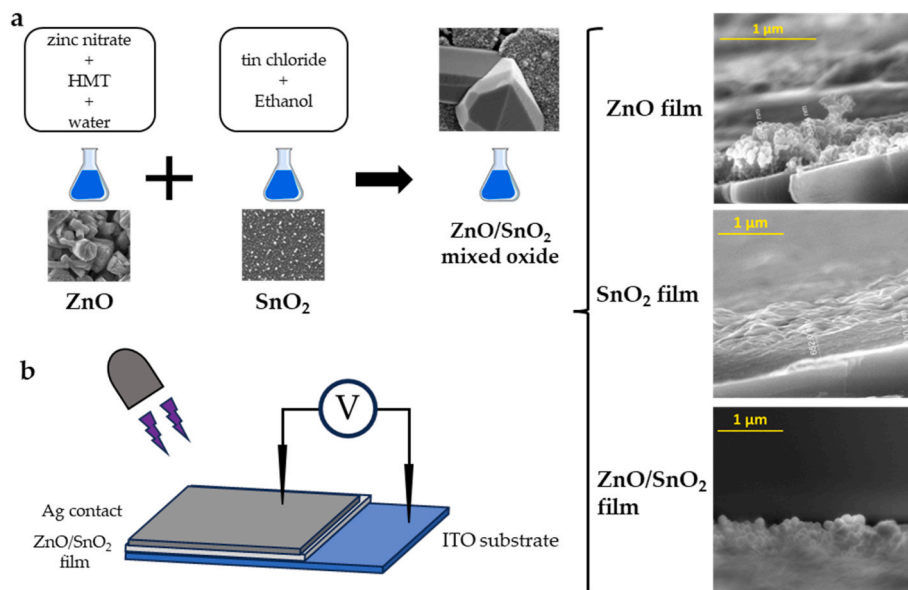 a
zinc nitrate
+
HMT
+
water
tin chloride
+
Ethanol
ZnO
SnO₂
ZnO/SnO₂
mixed oxide
b
V
Ag contact
ZnO/SnO₂
film
ITO substrate
ZnO film
1 µm
SnO₂ film
1 µm
ZnO/SnO₂
film
1 µm